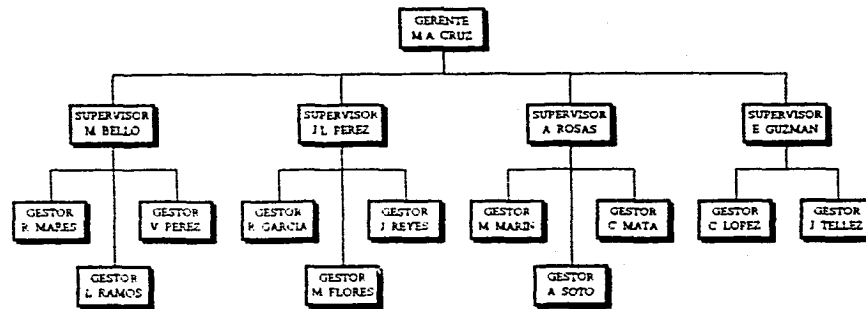 GERENTE
M.A. CRUZ
SUPERVISOR
M. BELLO
SUPERVISOR
J L PEREZ
SUPERVISOR
A ROSAS
SUPERVISOR
E GUZMAN
GESTOR
R. MARES
GESTOR
V. PEREZ
GESTOR
R. GARCIA
GESTOR
J. REYES
GESTOR
M. MARIN
GESTOR
C MATA
GESTOR
C LOPEZ
GESTOR
J TELLEZ
GESTOR
L. RAMOS
GESTOR
M. FLORES
GESTOR
A SOTO